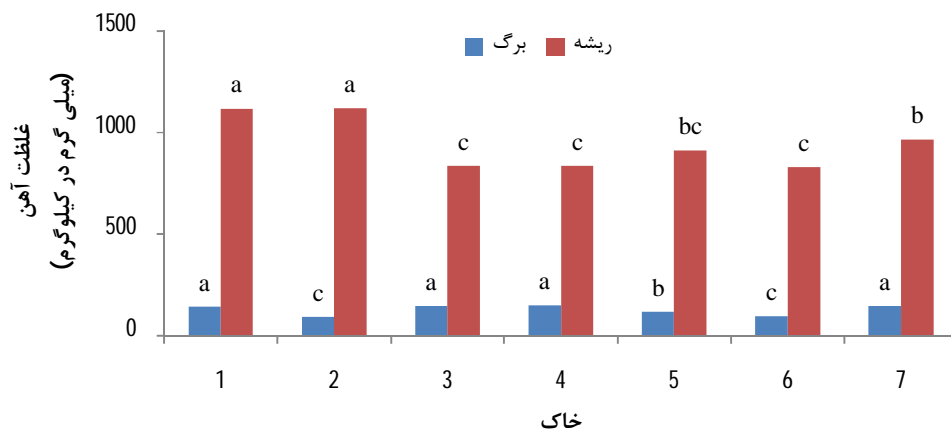 غلظت آهن
(میلی گرم در کیلوگرم)
1500
1000
500
0
برگ ریشه
a a c c bc c b
a c a a b c a
1 2 3 4 5 6 7
خاک